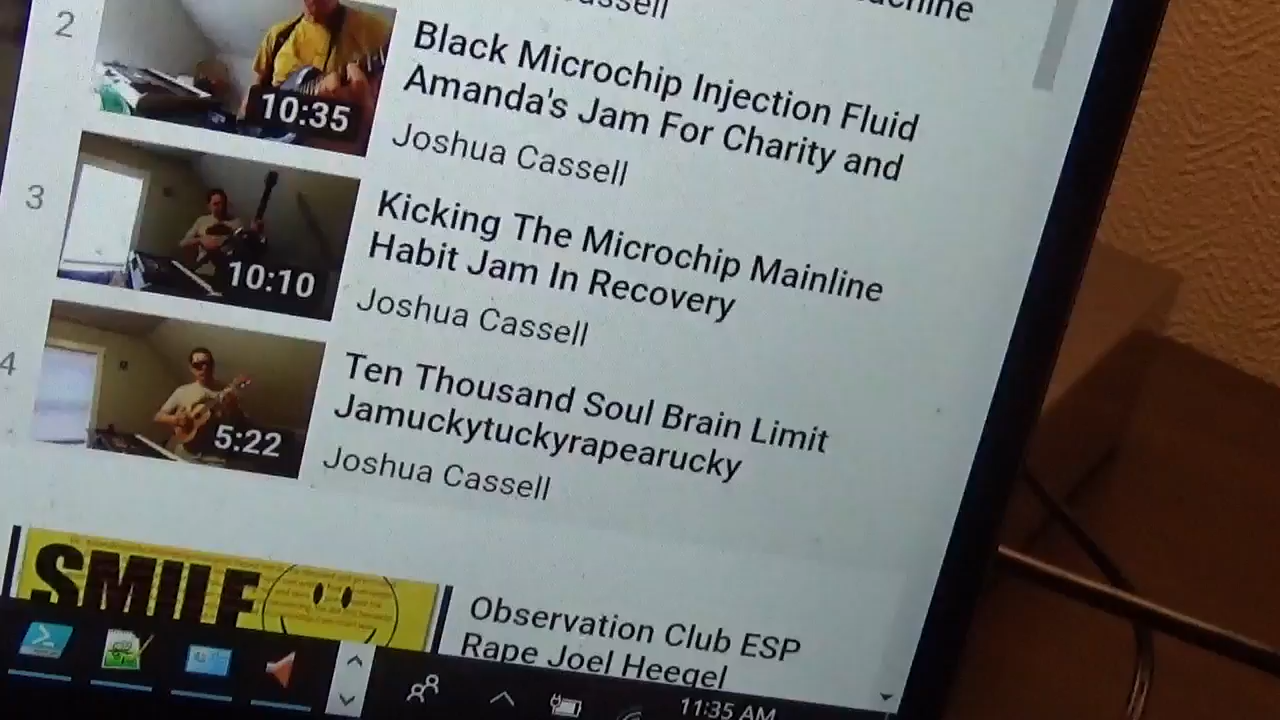 2
10:35
Black Microchip Injection Fluid
Amanda's Jam For Charity and
Joshua Cassell
3
10:10
Kicking The Microchip Mainline
Habit Jam In Recovery
Joshua Cassell
4
5:22
Ten Thousand Soul Brain Limit
Jamuckytuckyrapearucky
Joshua Cassell
SMILE
Observation Club ESP
Rape Joel Heegel
11:35 AM